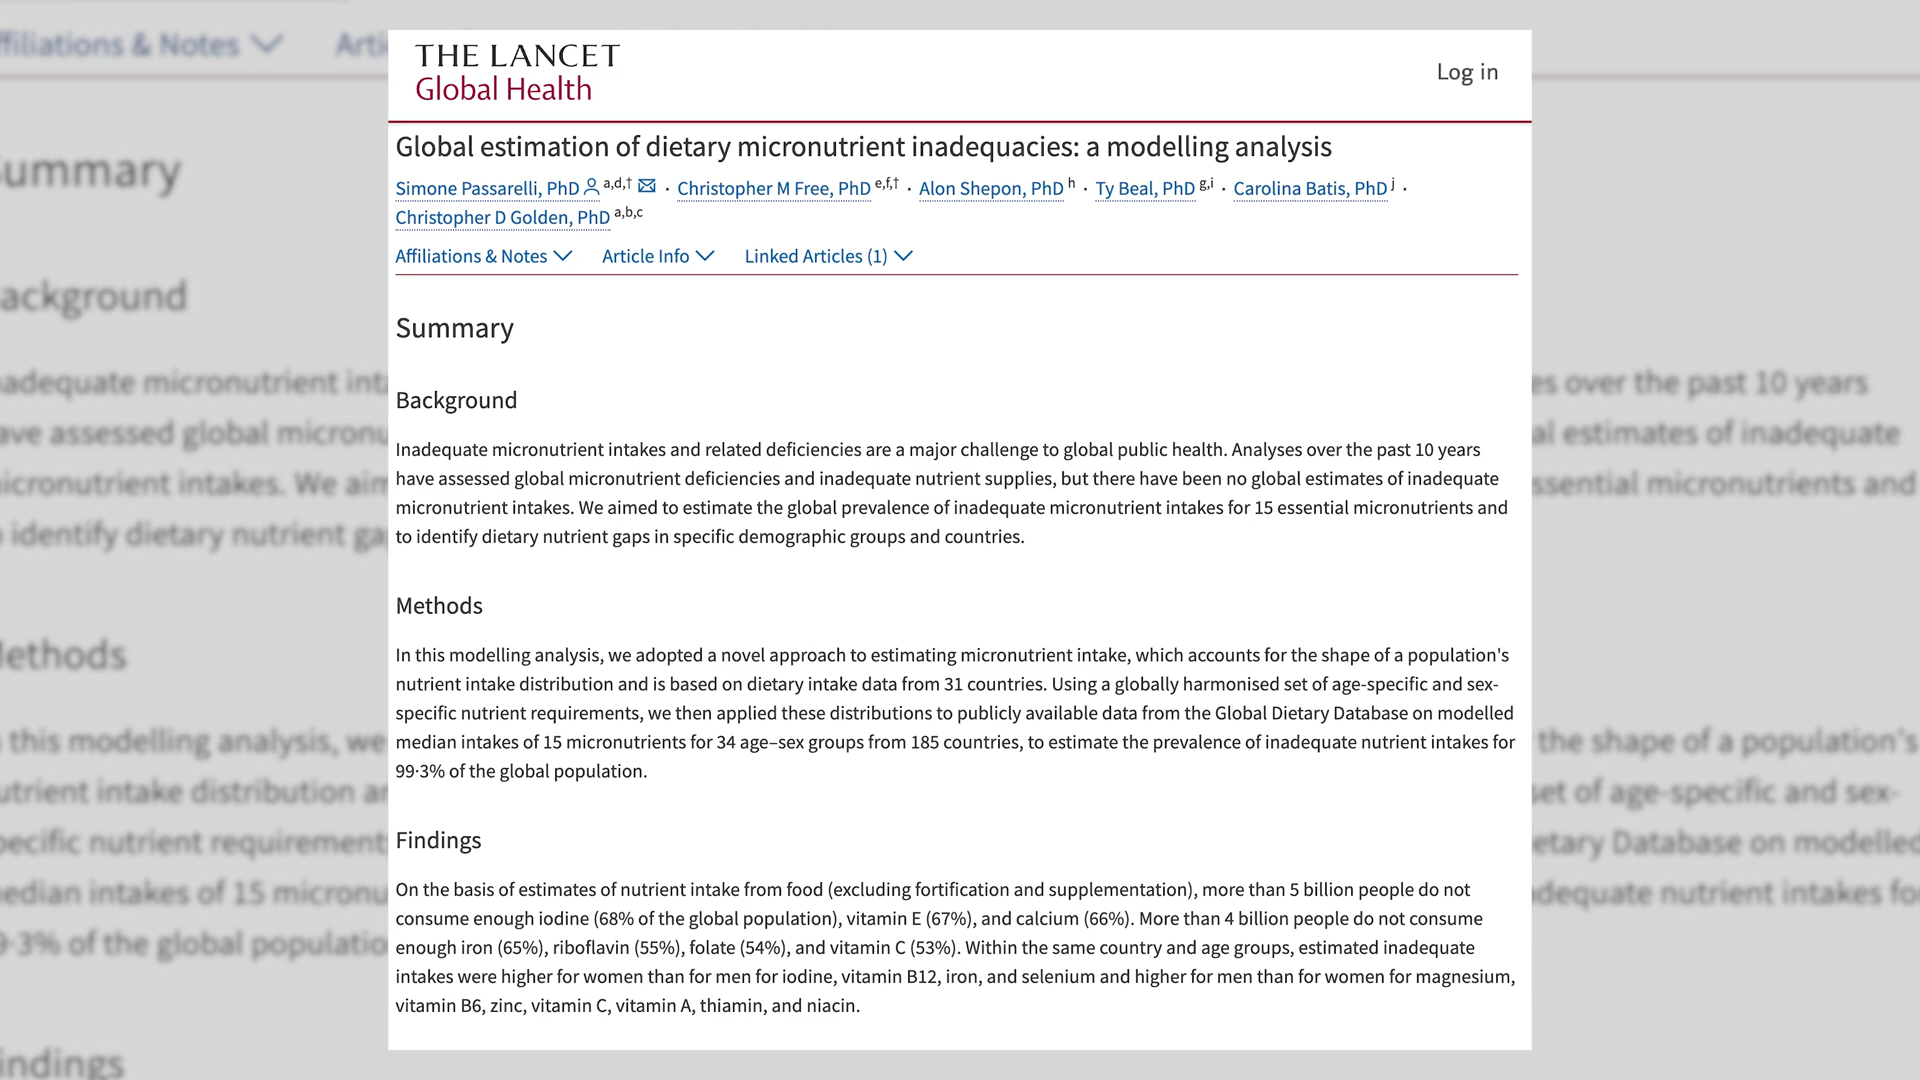 THE LANCET
Global Health
Log in
Global estimation of dietary micronutrient inadequacies: a modelling analysis
Simone Passarelli, PhD a,d,† · Christopher M Free, PhD e,f,† · Alon Shepon, PhD h · Ty Beal, PhD g,i · Carolina Batis, PhD j ·
Christopher D Golden, PhD a,b,c
Affiliations & Notes Article Info Linked Articles (1)
Summary
Background
Inadequate micronutrient intakes and related deficiencies are a major challenge to global public health. Analyses over the past 10 years
have assessed global micronutrient deficiencies and inadequate nutrient supplies, but there have been no global estimates of inadequate
micronutrient intakes. We aimed to estimate the global prevalence of inadequate micronutrient intakes for 15 essential micronutrients and
to identify dietary nutrient gaps in specific demographic groups and countries.
Methods
In this modelling analysis, we adopted a novel approach to estimating micronutrient intake, which accounts for the shape of a population's
nutrient intake distribution and is based on dietary intake data from 31 countries. Using a globally harmonised set of age-specific and sex-
specific nutrient requirements, we then applied these distributions to publicly available data from the Global Dietary Database on modelled
median intakes of 15 micronutrients for 34 age–sex groups from 185 countries, to estimate the prevalence of inadequate nutrient intakes for
99·3% of the global population.
Findings
On the basis of estimates of nutrient intake from food (excluding fortification and supplementation), more than 5 billion people do not
consume enough iodine (68% of the global population), vitamin E (67%), and calcium (66%). More than 4 billion people do not consume
enough iron (65%), riboflavin (55%), folate (54%), and vitamin C (53%). Within the same country and age groups, estimated inadequate
intakes were higher for women than for men for iodine, vitamin B12, iron, and selenium and higher for men than for women for magnesium,
vitamin B6, zinc, vitamin C, vitamin A, thiamin, and niacin.